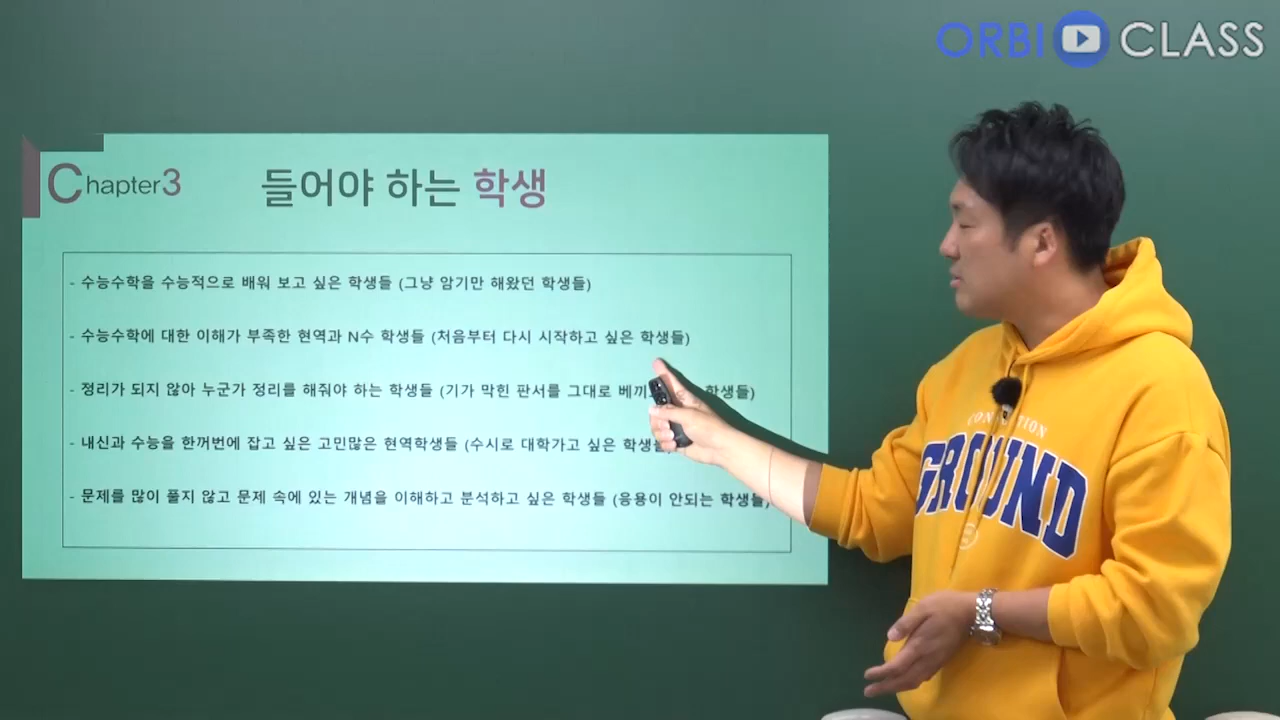 ORBI CLASS
Chapter3
들어야 하는 학생
- 수능수학을 수능적으로 배워 보고 싶은 학생들 (그냥 암기만 해왔던 학생들)
- 수능수학에 대한 이해가 부족한 현역과 N수 학생들 (처음부터 다시 시작하고 싶은 학생들)
- 정리가 되지 않아 누군가 정리를 해줘야 하는 학생들 (기가 막힌 판서를 그대로 베끼 학생들)
- 내신과 수능을 한꺼번에 잡고 싶은 고민많은 현역학생들 (수시로 대학가고 싶은 학생들
- 문제를 많이 풀지 않고 문제 속에 있는 개념을 이해하고 분석하고 싶은 학생들 (응용이 안되는 학생들)
GROUND